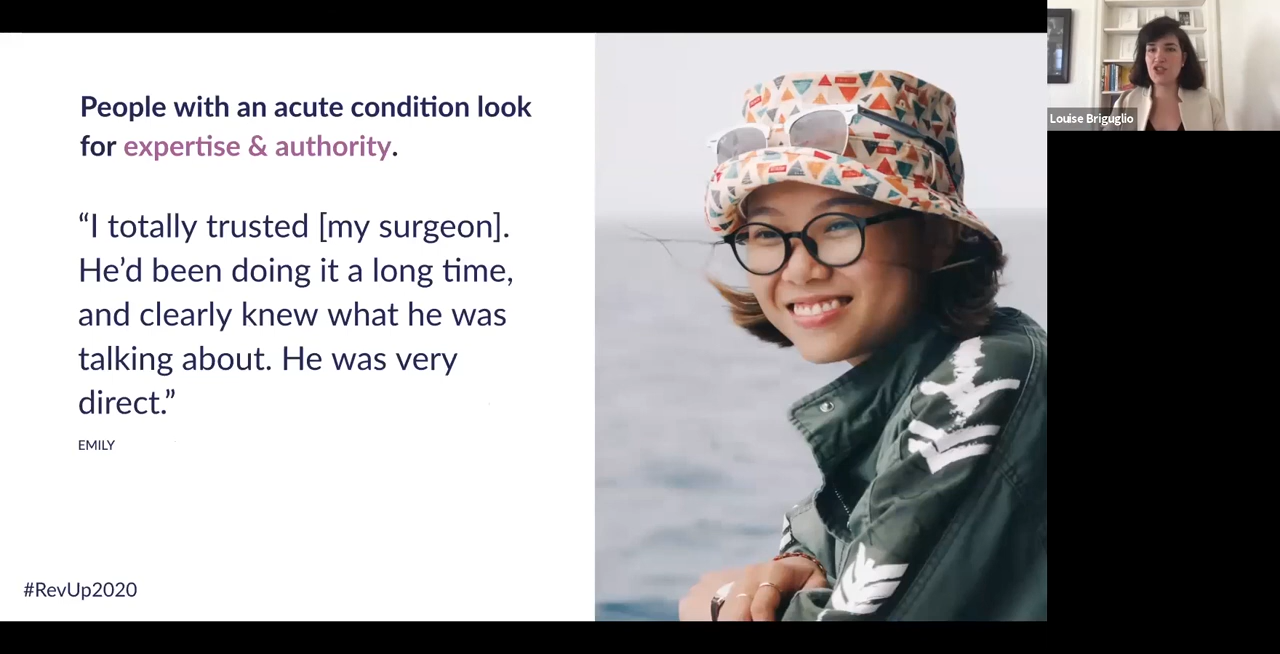 People with an acute condition look
for expertise & authority.
“I totally trusted [my surgeon].
He’d been doing it a long time,
and clearly knew what he was
talking about. He was very
direct.”
EMILY
#RevUp2020
Louise Briguglio